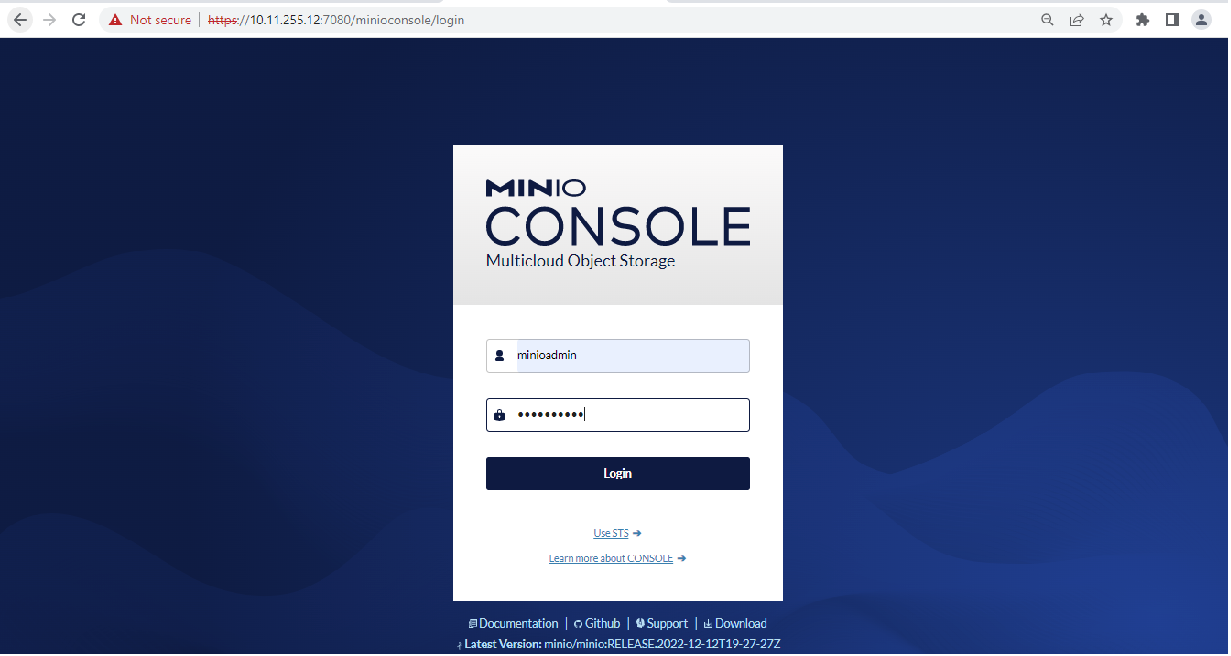 Not secure | https://10.11.255.12:7080/minioconsole/login
MINIO
CONSOLE
Multicloud Object Storage
minioadmin
••••••••••
Login
Use STS ➔
Learn more about CONSOLE ➔
Documentation | Github | Support | Download
Latest Version: minio/minio:RELEASE.2022-12-12T19-27-27Z